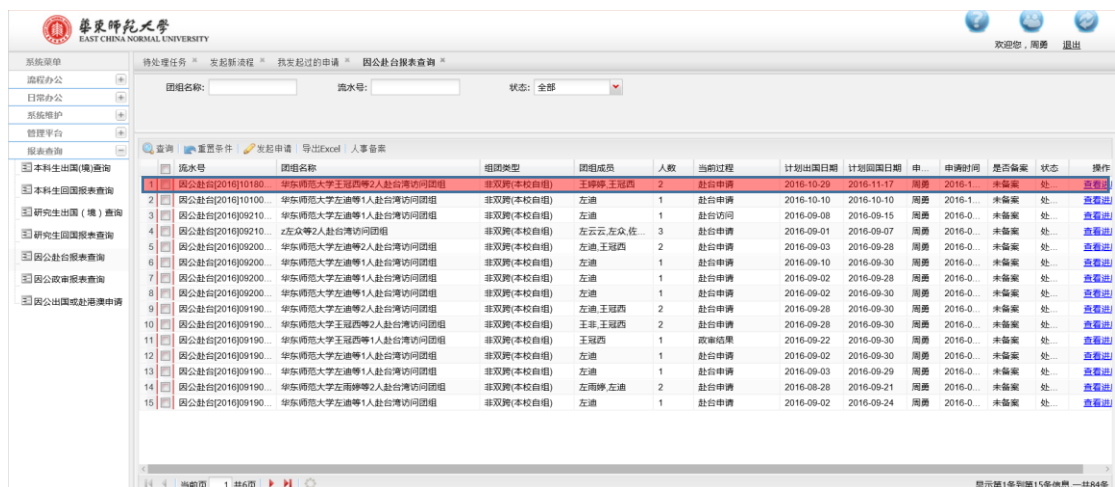 華東師範大學
EAST CHINA NORMAL UNIVERSITY
欢迎您，周勇 退出
系统菜单
待处理任务 发起新流程 我发起过的申请 因公赴台报表查询
流程办公
日常办公
系统维护
管理平台
报表查询
本科生出国(境)查询
本科生回国报表查询
研究生出国（境）查询
研究生回国报表查询
因公赴台报表查询
因公政审报表查询
因公出国或赴港澳申请
团组名称: 流水号: 状态: 全部
查询 重置条件 发起申请 导出Excel 人事备案
流水号 团组名称 组团类型 团组成员 人数 当前过程 计划出国日期 计划回国日期 申... 申请时间 是否备案 状态 操作
1 因公赴台[2016]10180... 华东师范大学王冠西等2人赴台湾访问团组 非双跨(本校自组) 王婷婷,王冠西 2 赴台申请 2016-10-29 2016-11-17 周勇 2016-1... 未备案 处... 查看进
2 因公赴台[2016]10100... 华东师范大学左迪等1人赴台湾访问团组 非双跨(本校自组) 左迪 1 赴台申请 2016-10-10 2016-10-10 周勇 2016-1... 未备案 处... 查看进
3 因公赴台[2016]09210... 华东师范大学左迪等1人赴台湾访问团组 非双跨(本校自组) 左迪 1 赴台访问 2016-09-08 2016-09-15 周勇 2016-0... 未备案 处... 查看进
4 因公赴台[2016]09210... z左众等2人赴台湾访问团组 非双跨(本校自组) 左云云,左众,佐... 3 赴台申请 2016-09-01 2016-09-07 周勇 2016-0... 未备案 处... 查看进
5 因公赴台[2016]09200... 华东师范大学左迪等2人赴台湾访问团组 非双跨(本校自组) 左迪,王冠西 2 赴台申请 2016-09-03 2016-09-28 周勇 2016-0... 未备案 处... 查看进
6 因公赴台[2016]09200... 华东师范大学左迪等1人赴台湾访问团组 非双跨(本校自组) 左迪 1 赴台申请 2016-09-10 2016-09-30 周勇 2016-0... 未备案 处... 查看进
7 因公赴台[2016]09200... 华东师范大学左迪等1人赴台湾访问团组 非双跨(本校自组) 左迪 1 赴台申请 2016-09-02 2016-09-28 周勇 2016-0... 未备案 处... 查看进
8 因公赴台[2016]09200... 华东师范大学左迪等1人赴台湾访问团组 非双跨(本校自组) 左迪 1 赴台申请 2016-09-02 2016-09-30 周勇 2016-0... 未备案 处... 查看进
9 因公赴台[2016]09190... 华东师范大学左迪等2人赴台湾访问团组 非双跨(本校自组) 左迪,王冠西 2 赴台申请 2016-09-28 2016-09-30 周勇 2016-0... 未备案 处... 查看进
10 因公赴台[2016]09190... 华东师范大学王冠西等2人赴台湾访问团组 非双跨(本校自组) 王非,王冠西 2 赴台申请 2016-09-28 2016-09-30 周勇 2016-0... 未备案 处... 查看进
11 因公赴台[2016]09190... 华东师范大学王冠西等1人赴台湾访问团组 非双跨(本校自组) 王冠西 1 政审结果 2016-09-22 2016-09-30 周勇 2016-0... 未备案 处... 查看进
12 因公赴台[2016]09190... 华东师范大学左迪等1人赴台湾访问团组 非双跨(本校自组) 左迪 1 赴台申请 2016-09-02 2016-09-30 周勇 2016-0... 未备案 处... 查看进
13 因公赴台[2016]09190... 华东师范大学左迪等1人赴台湾访问团组 非双跨(本校自组) 左迪 1 赴台申请 2016-09-03 2016-09-29 周勇 2016-0... 未备案 处... 查看进
14 因公赴台[2016]09190... 华东师范大学左雨婷等2人赴台湾访问团组 非双跨(本校自组) 左雨婷,左迪 2 赴台申请 2016-08-28 2016-09-21 周勇 2016-0... 未备案 处... 查看进
15 因公赴台[2016]09190... 华东师范大学左迪等1人赴台湾访问团组 非双跨(本校自组) 左迪 1 赴台申请 2016-09-02 2016-09-24 周勇 2016-0... 未备案 处... 查看进
当前页 1 共6页 显示第1条到第15条信息 一共84条